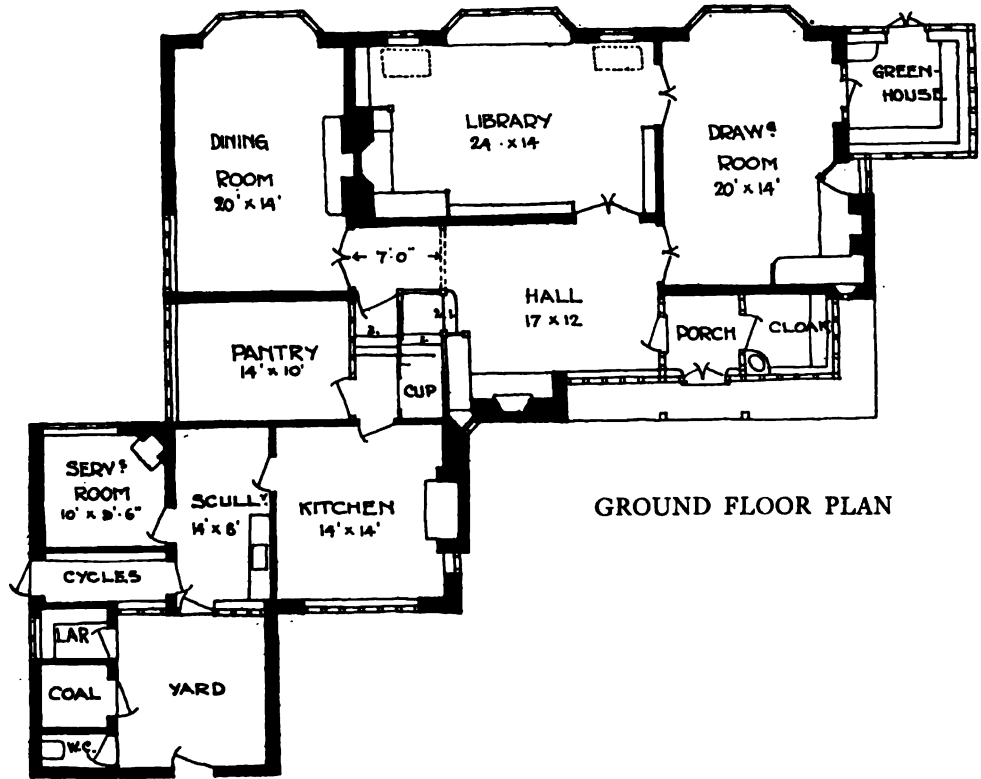 DINING
ROOM
20' x 14'
LIBRARY
24 · x 14
DRAWG
ROOM
20' x 14'
GREEN-
HOUSE
7'·0"
HALL
17 x 12
PORCH
CLOAK
PANTRY
14' x 10'
CUP
SERVS
ROOM
SCULLY
14' x 8'
KITCHEN
14' x 14'
GROUND FLOOR PLAN
CYCLES
LAR
COAL
YARD
W.C.